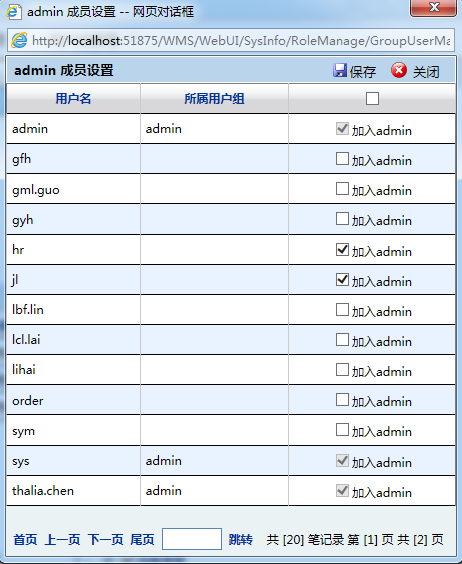 admin 成员设置 -- 网页对话框
http://localhost:51875/WMS/WebUI/SysInfo/RoleManage/GroupUserMa
admin 成员设置 保存 关闭
用户名 所属用户组
admin admin 加入admin
gfh 加入admin
gml.guo 加入admin
gyh 加入admin
hr 加入admin
jl 加入admin
lbf.lin 加入admin
lcl.lai 加入admin
lihai 加入admin
order 加入admin
sym 加入admin
sys admin 加入admin
thalia.chen admin 加入admin
首页 上一页 下一页 尾页 跳转 共 [20] 笔记录 第 [1] 页 共 [2] 页